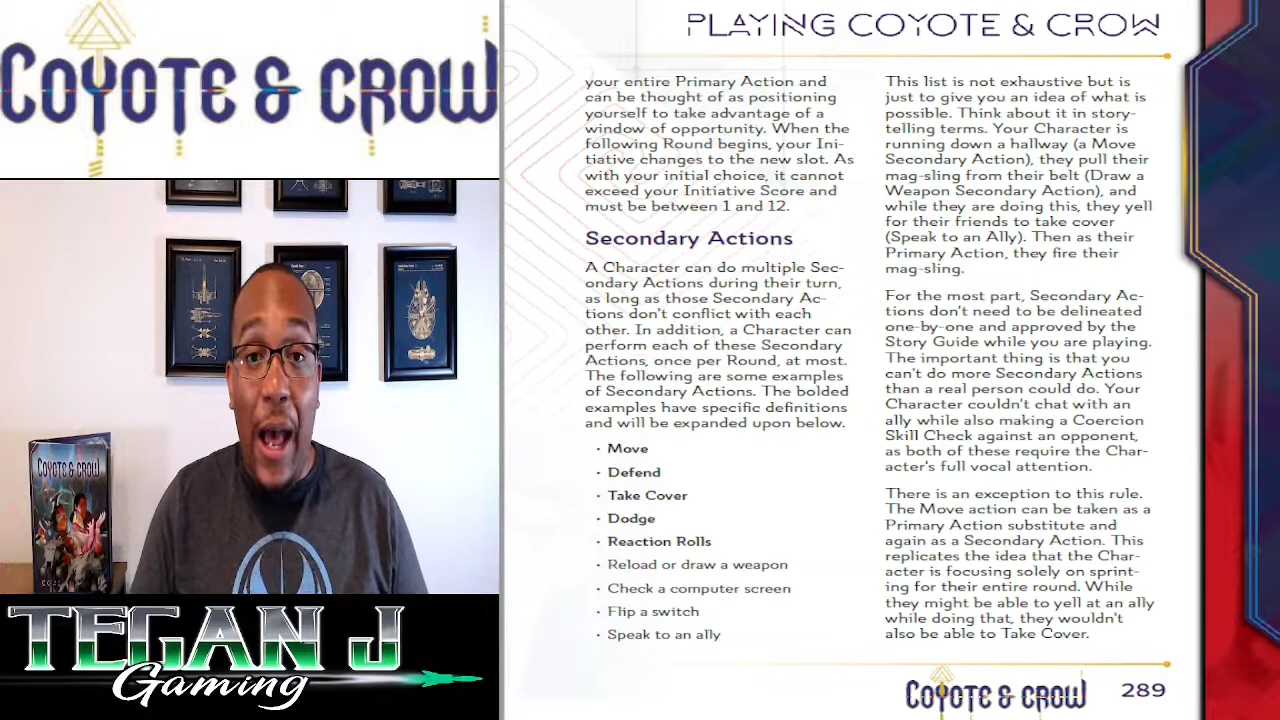 COYOTE & CROW
COYOTE & CROW
TEGAN J
Gaming
PLAYING COYOTE & CROW
your entire Primary Action and
can be thought of as positioning
yourself to take advantage of a
window of opportunity. When the
following Round begins, your Ini-
tiative changes to the new slot. As
with your initial choice, it cannot
exceed your Initiative Score and
must be between 1 and 12.
Secondary Actions
A Character can do multiple Sec-
ondary Actions during their turn,
as long as those Secondary Ac-
tions don't conflict with each
other. In addition, a Character can
perform each of these Secondary
Actions, once per Round, at most.
The following are some examples
of Secondary Actions. The bolded
examples have specific definitions
and will be expanded upon below.
· Move
· Defend
· Take Cover
· Dodge
· Reaction Rolls
· Reload or draw a weapon
· Check a computer screen
· Flip a switch
· Speak to an ally
This list is not exhaustive but is
just to give you an idea of what is
possible. Think about it in story-
telling terms. Your Character is
running down a hallway (a Move
Secondary Action), they pull their
mag-sling from their belt (Draw a
Weapon Secondary Action), and
while they are doing this, they yell
for their friends to take cover
(Speak to an Ally). Then as their
Primary Action, they fire their
mag-sling.
For the most part, Secondary Ac-
tions don't need to be delineated
one-by-one and approved by the
Story Guide while you are playing.
The important thing is that you
can't do more Secondary Actions
than a real person could do. Your
Character couldn't chat with an
ally while also making a Coercion
Skill Check against an opponent,
as both of these require the Char-
acter's full vocal attention.
There is an exception to this rule.
The Move action can be taken as a
Primary Action substitute and
again as a Secondary Action. This
replicates the idea that the Char-
acter is focusing solely on sprint-
ing for their entire round. While
they might be able to yell at an ally
while doing that, they wouldn't
also be able to Take Cover.
COYOTE & CROW
289